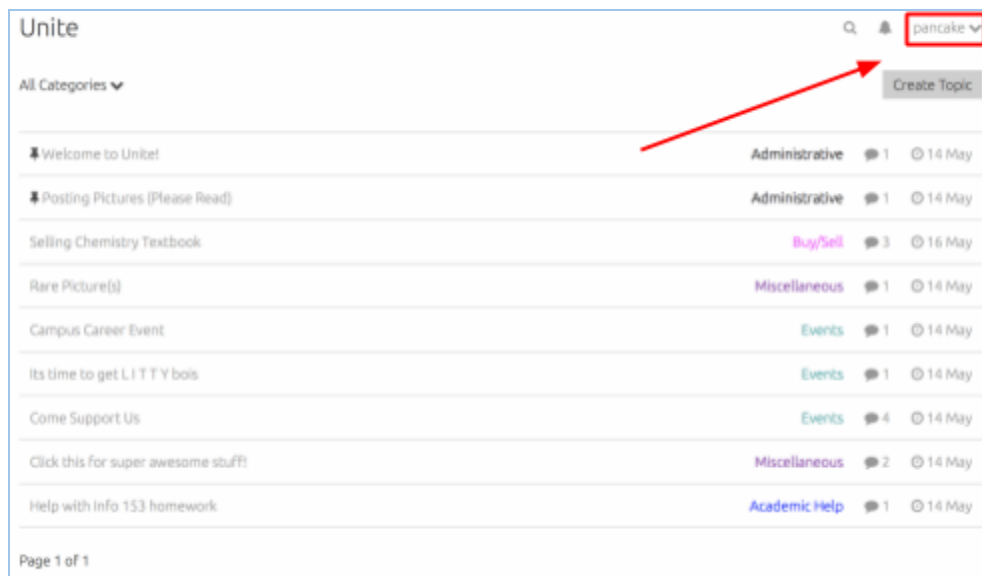 Unite
pancake
All Categories
Create Topic
Welcome to Unite! Administrative 1 14 May
Posting Pictures (Please Read) Administrative 1 14 May
Selling Chemistry Textbook Buy/Sell 3 16 May
Rare Picture(s) Miscellaneous 1 14 May
Campus Career Event Events 1 14 May
Its time to get L I T T Y bois Events 1 14 May
Come Support Us Events 4 14 May
Click this for super awesome stuff! Miscellaneous 2 14 May
Help with Info 153 homework Academic Help 1 14 May
Page 1 of 1